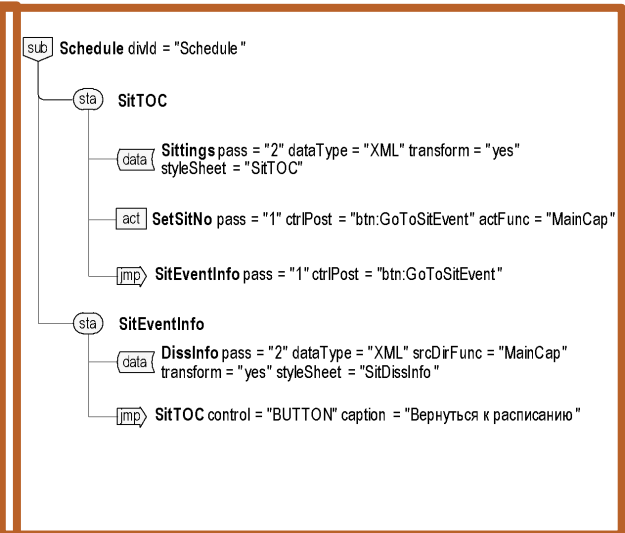 sub Schedule divId = "Schedule"
sta SitTOC
data Sittings pass = "2" dataType = "XML" transform = "yes"
styleSheet = "SitTOC"
act SetSitNo pass = "1" ctrlPost = "btn:GoToSitEvent" actFunc = "MainCap"
jmp SitEventInfo pass = "1" ctrlPost = "btn:GoToSitEvent"
sta SitEventInfo
data DissInfo pass = "2" dataType = "XML" srcDirFunc = "MainCap"
transform = "yes" styleSheet = "SitDissInfo"
jmp SitTOC control = "BUTTON" caption = "Вернуться к расписанию"